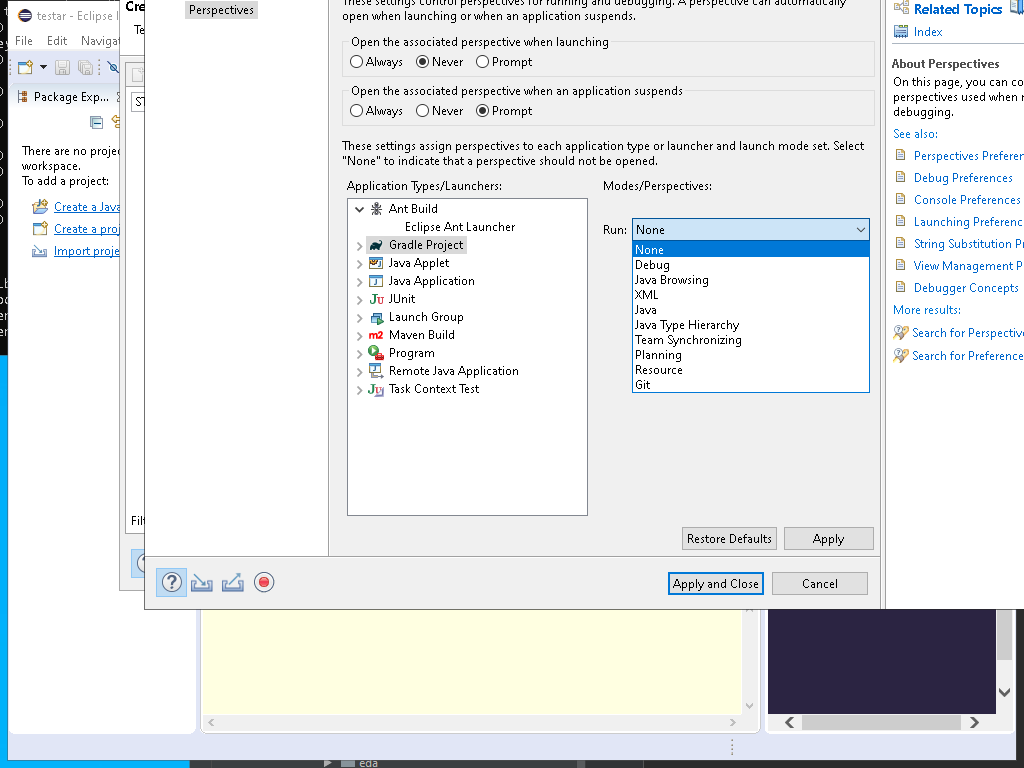 testar - Eclipse I
File Edit Navigat
Package Exp...
There are no proje
workspace.
To add a project:
Create a Java
Create a proj
Import proje
Cre
Te
ST
Filt
Perspectives
These settings control perspectives for running and debugging. A perspective can automatically
open when launching or when an application suspends.
Open the associated perspective when launching
Always Never Prompt
Open the associated perspective when an application suspends
Always Never Prompt
These settings assign perspectives to each application type or launcher and launch mode set. Select
"None" to indicate that a perspective should not be opened.
Application Types/Launchers:
Ant Build
Eclipse Ant Launcher
Gradle Project
Java Applet
Java Application
JUnit
Launch Group
Maven Build
Program
Remote Java Application
Task Context Test
Modes/Perspectives:
Run: None
None
Debug
Java Browsing
XML
Java
Java Type Hierarchy
Team Synchronizing
Planning
Resource
Git
Restore Defaults Apply
Apply and Close Cancel
Related Topics
Index
About Perspectives
On this page, you can co
perspectives used when r
debugging.
See also:
Perspectives Preferen
Debug Preferences
Console Preferences
Launching Preferenc
String Substitution Pr
View Management P
Debugger Concepts
More results:
Search for Perspective
Search for Preference
eda